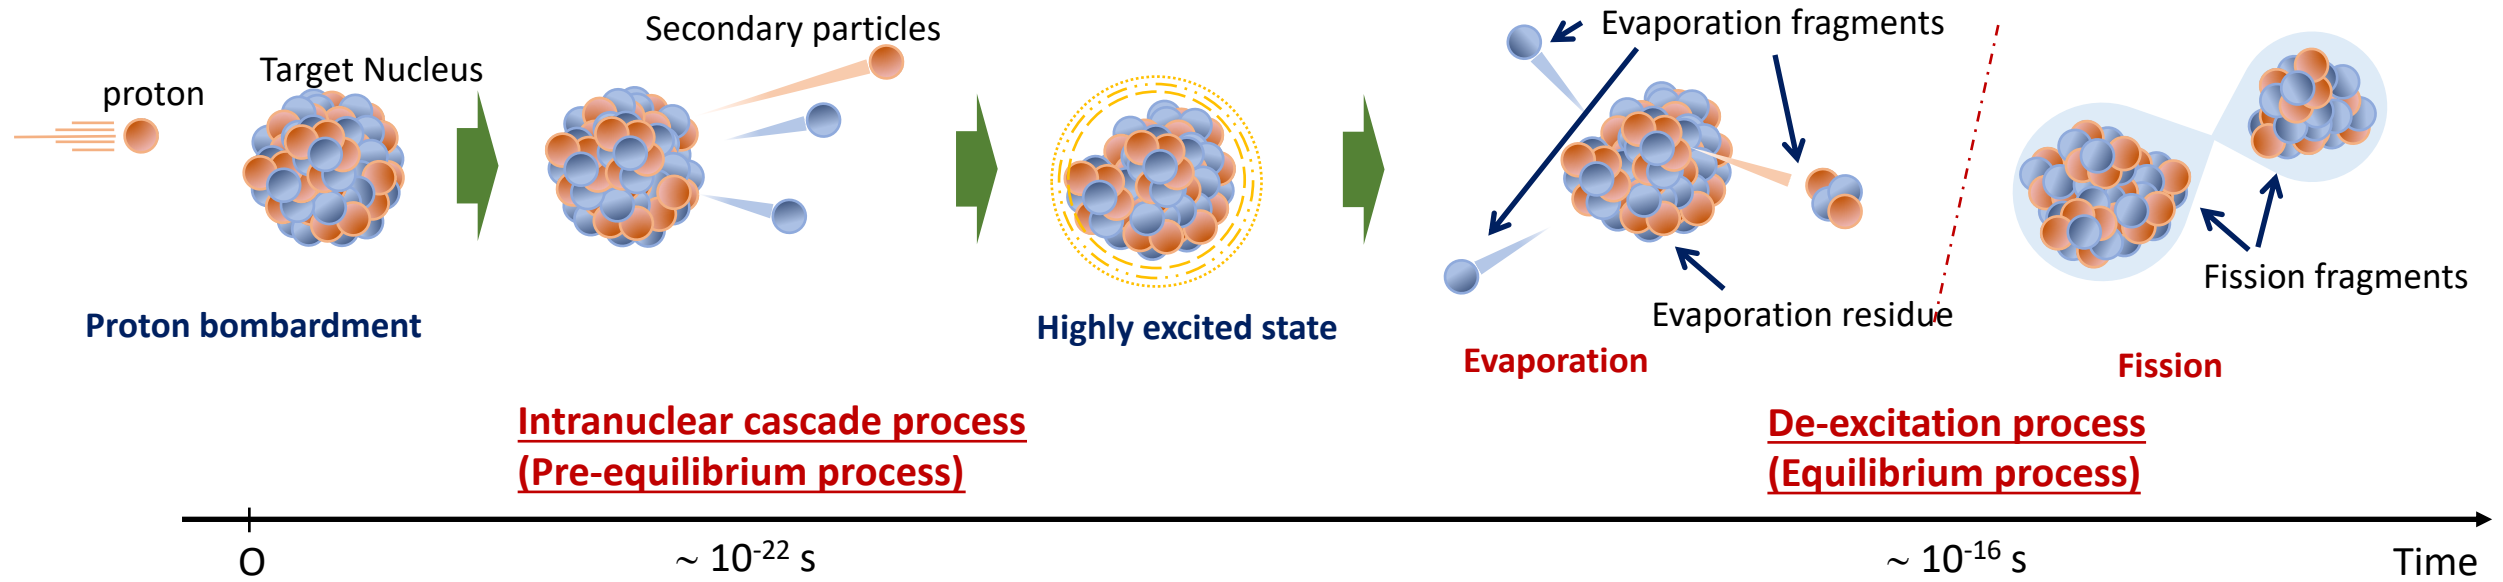 proton
Target Nucleus
Secondary particles
Evaporation fragments
Evaporation residue
Fission fragments
Proton bombardment
Highly excited state
Evaporation
Fission
Intranuclear cascade process
(Pre-equilibrium process)
De-excitation process
(Equilibrium process)
O
~ 10⁻²² s
~ 10⁻¹⁶ s
Time